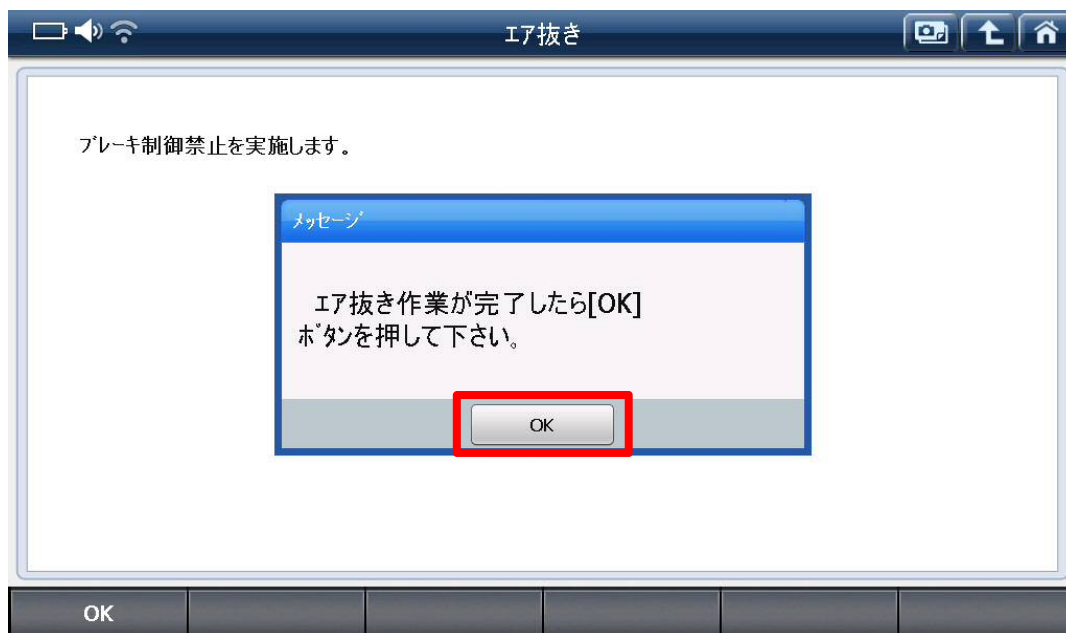 エア抜き
ﾌﾞﾚｰｷ制御禁止を実施します。
ﾒｯｾｰｼﾞ
ｴｱ抜き作業が完了したら[OK]
ﾎﾞﾀﾝを押して下さい。
OK
OK